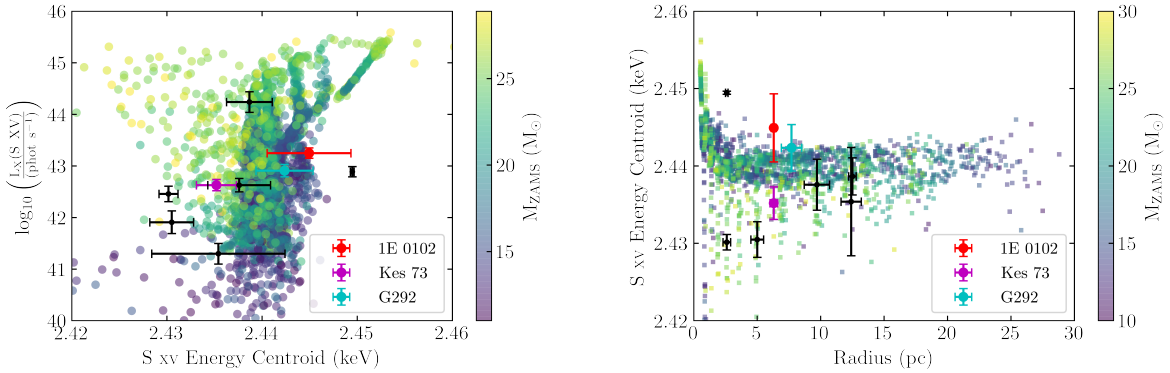 46
45
44
43
42
41
40
2.42
2.43
2.44
2.45
2.46
log₁₀ (Lx(S XV) / (phot s⁻¹))
S XV Energy Centroid (keV)
1E 0102
Kes 73
G292
25
20
15
M_ZAMS (M☉)
2.46
2.45
2.44
2.43
2.42
0
5
10
15
20
25
30
S XV Energy Centroid (keV)
Radius (pc)
1E 0102
Kes 73
G292
30
25
20
15
10
M_ZAMS (M☉)